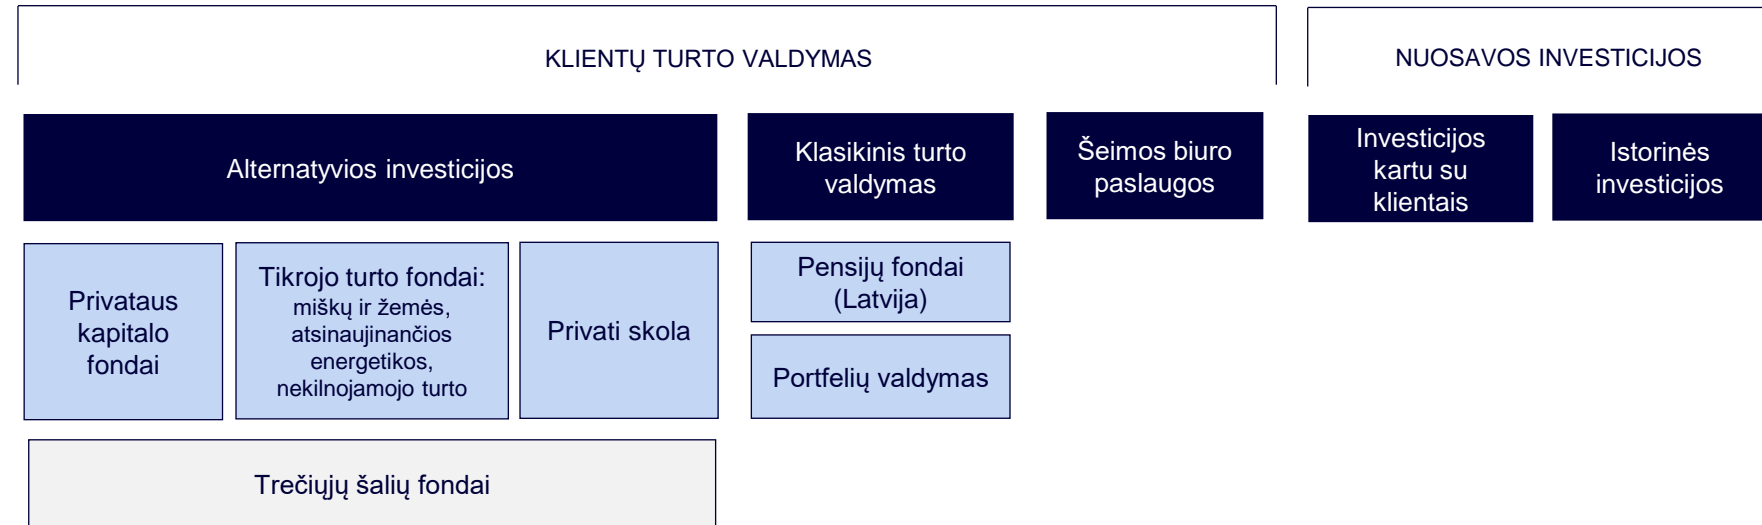 KLIENTŲ TURTO VALDYMAS
NUOSAVOS INVESTICIJOS
Alternatyvios investicijos
Klasikinis turto
valdymas
Šeimos biuro
paslaugos
Investicijos
kartu su
klientais
Istorinės
investicijos
Privataus
kapitalo
fondai
Tikrojo turto fondai:
miškų ir žemės,
atsinaujinančios
energetikos,
nekilnojamojo turto
Privati skola
Pensijų fondai
(Latvija)
Portfelių valdymas
Trečiųjų šalių fondai